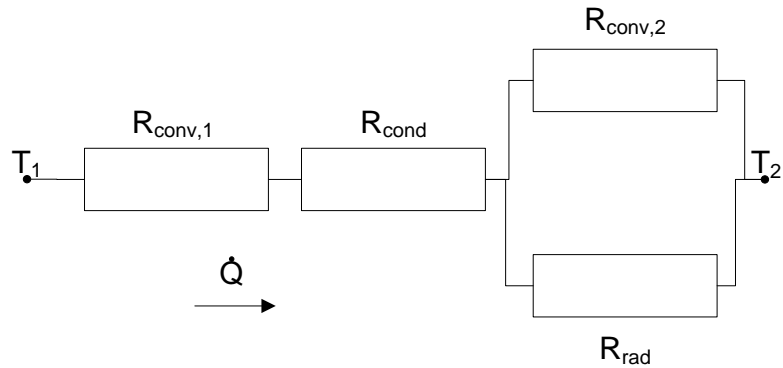 R_conv,2
R_conv,1
R_cond
T_1
T_2
Q̇
R_rad